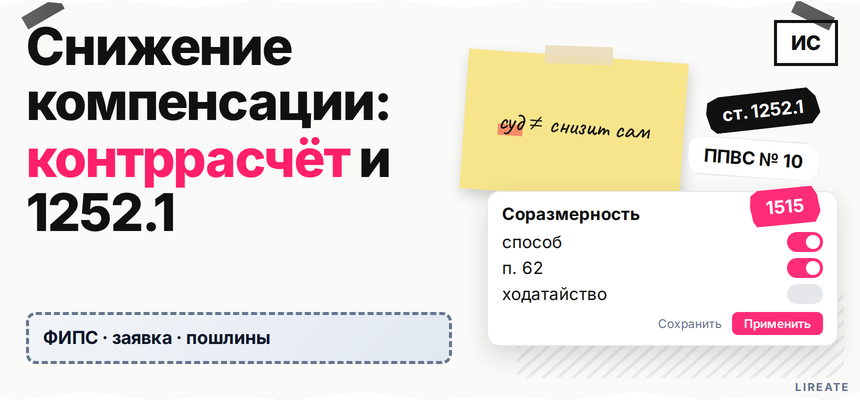 Снижение
компенсации:
контррасчёт и
1252.1
ФИПС · заявка · пошлины
суд ≠ снизит сам
ИС
ст. 1252.1
ППВС № 10
1515
Соразмерность
способ
п. 62
ходатайство
Сохранить Применить
LIREATE